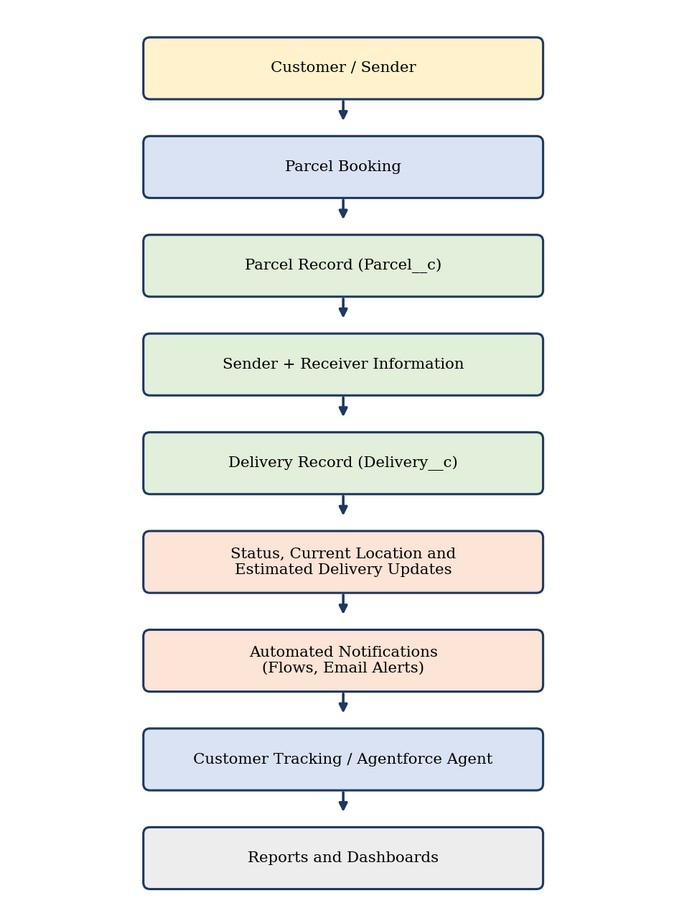 Customer / Sender
Parcel Booking
Parcel Record (Parcel__c)
Sender + Receiver Information
Delivery Record (Delivery__c)
Status, Current Location and
Estimated Delivery Updates
Automated Notifications
(Flows, Email Alerts)
Customer Tracking / Agentforce Agent
Reports and Dashboards